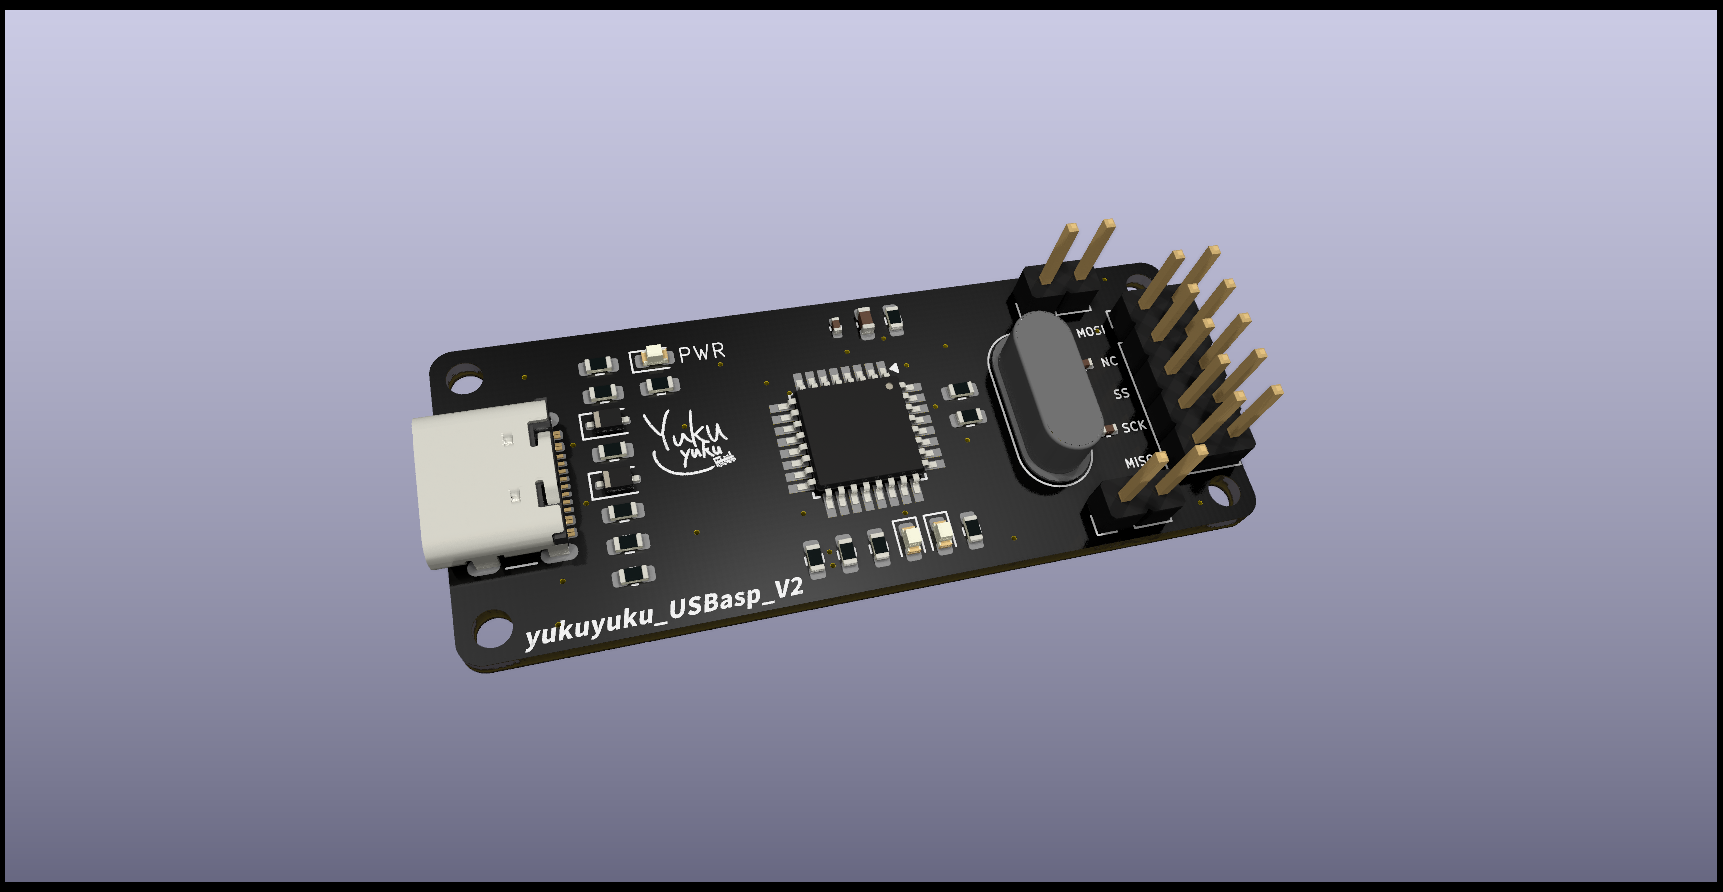 PWR
Yuku
yuku
MOSI
NC
SS
SCK
MISO
yukuyuku_USBasp_V2